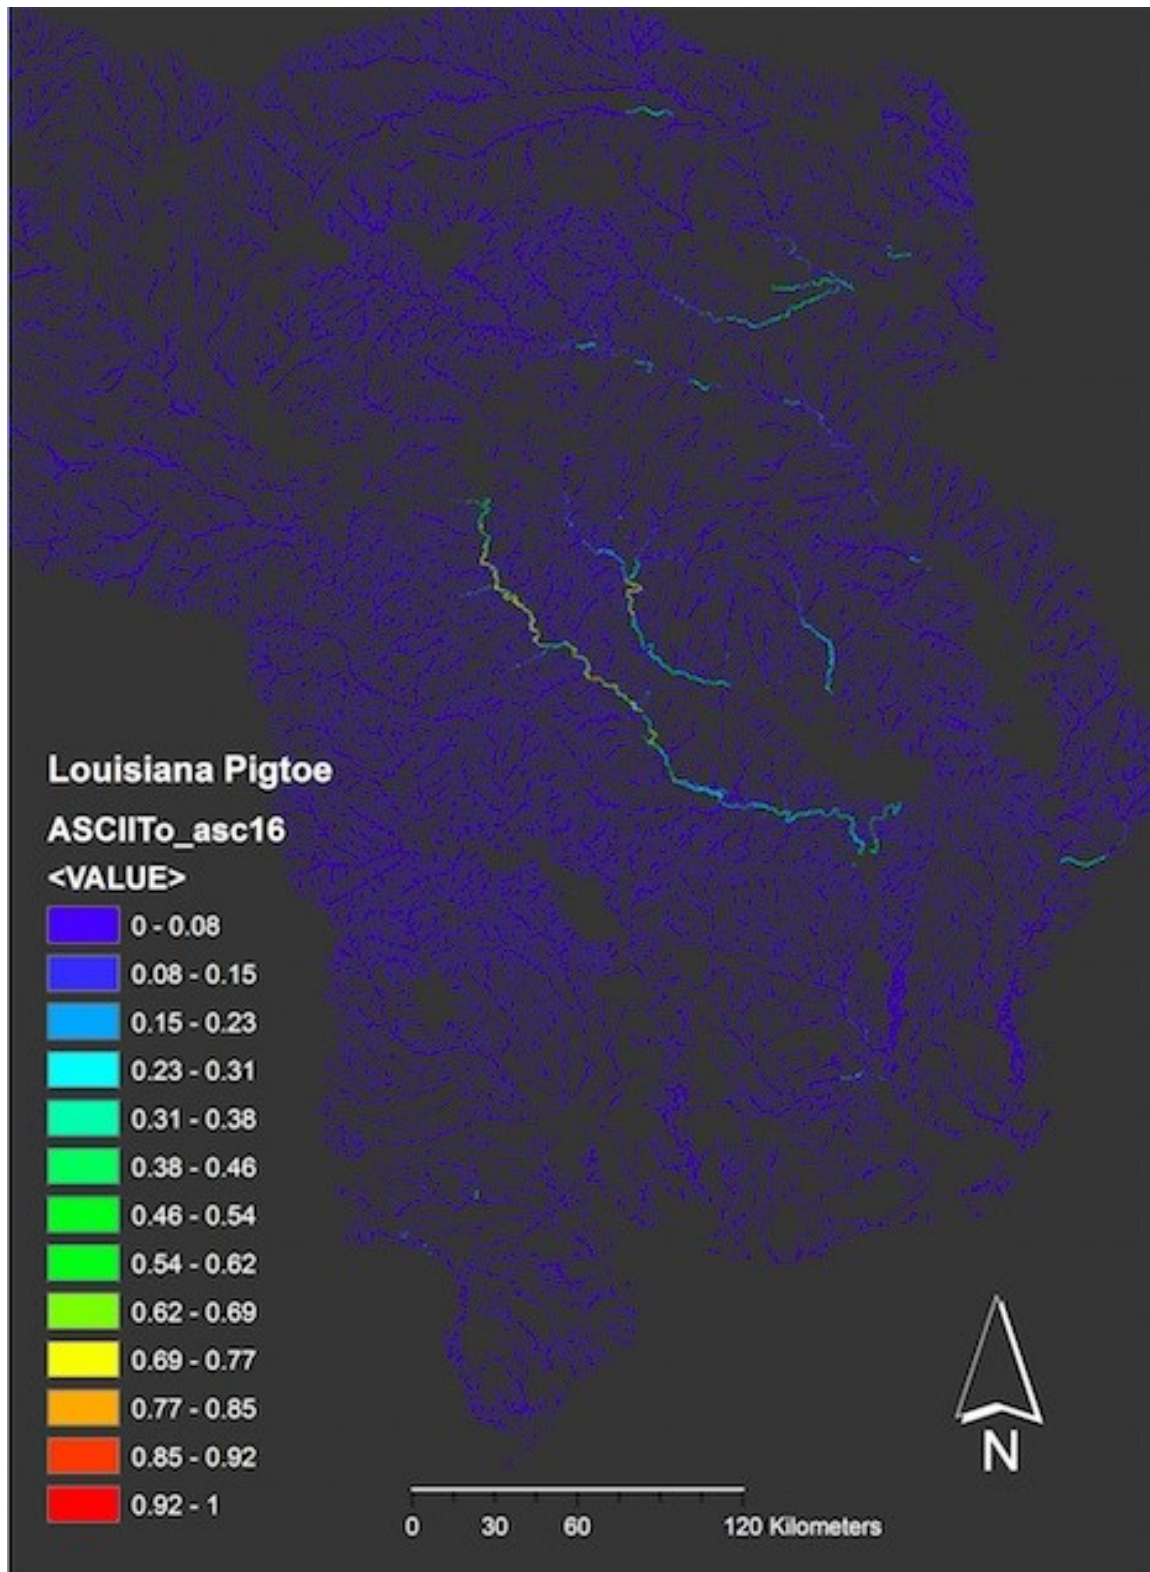 Louisiana Pigtoe
ASCIITo_asc16
<VALUE>
0 - 0.08
0.08 - 0.15
0.15 - 0.23
0.23 - 0.31
0.31 - 0.38
0.38 - 0.46
0.46 - 0.54
0.54 - 0.62
0.62 - 0.69
0.69 - 0.77
0.77 - 0.85
0.85 - 0.92
0.92 - 1
N
0 30 60 120 Kilometers